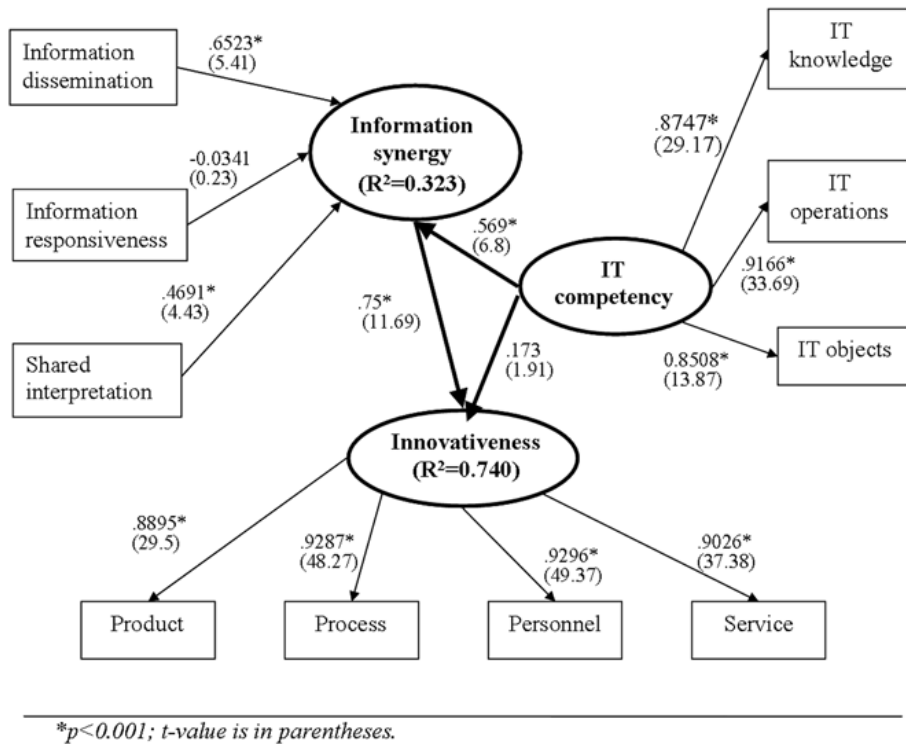 Information
dissemination
.6523*
(5.41)
Information
synergy
(R²=0.323)
IT
knowledge
.8747*
(29.17)
-0.0341
(0.23)
Information
responsiveness
IT
operations
.569*
(6.8)
IT
competency
.9166*
(33.69)
.4691*
(4.43)
.75*
(11.69)
Shared
interpretation
.173
(1.91)
0.8508*
(13.87)
IT objects
Innovativeness
(R²=0.740)
.8895*
(29.5)
.9287*
(48.27)
.9296*
(49.37)
.9026*
(37.38)
Product
Process
Personnel
Service
*p<0.001; t-value is in parentheses.